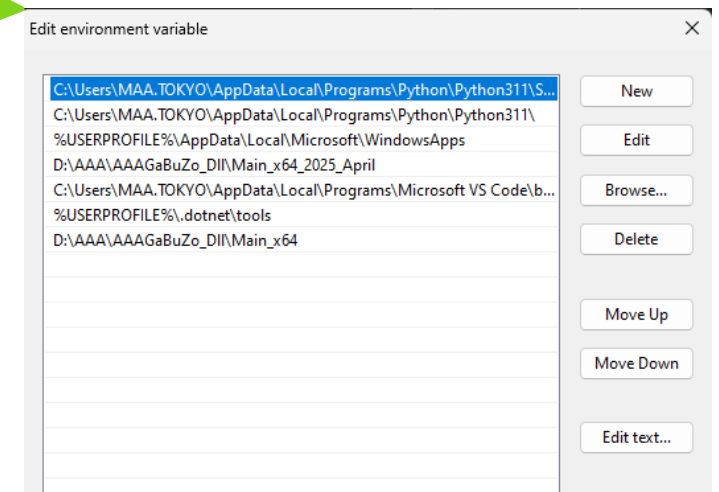 Edit environment variable
C:\Users\MAA.TOKYO\AppData\Local\Programs\Python\Python311\S...
New
C:\Users\MAA.TOKYO\AppData\Local\Programs\Python\Python311\
%USERPROFILE%\AppData\Local\Microsoft\WindowsApps
Edit
D:\AAA\AAAGaBuZo_Dll\Main_x64_2025_April
C:\Users\MAA.TOKYO\AppData\Local\Programs\Microsoft VS Code\b...
Browse...
%USERPROFILE%\.dotnet\tools
D:\AAA\AAAGaBuZo_Dll\Main_x64
Delete
Move Up
Move Down
Edit text...